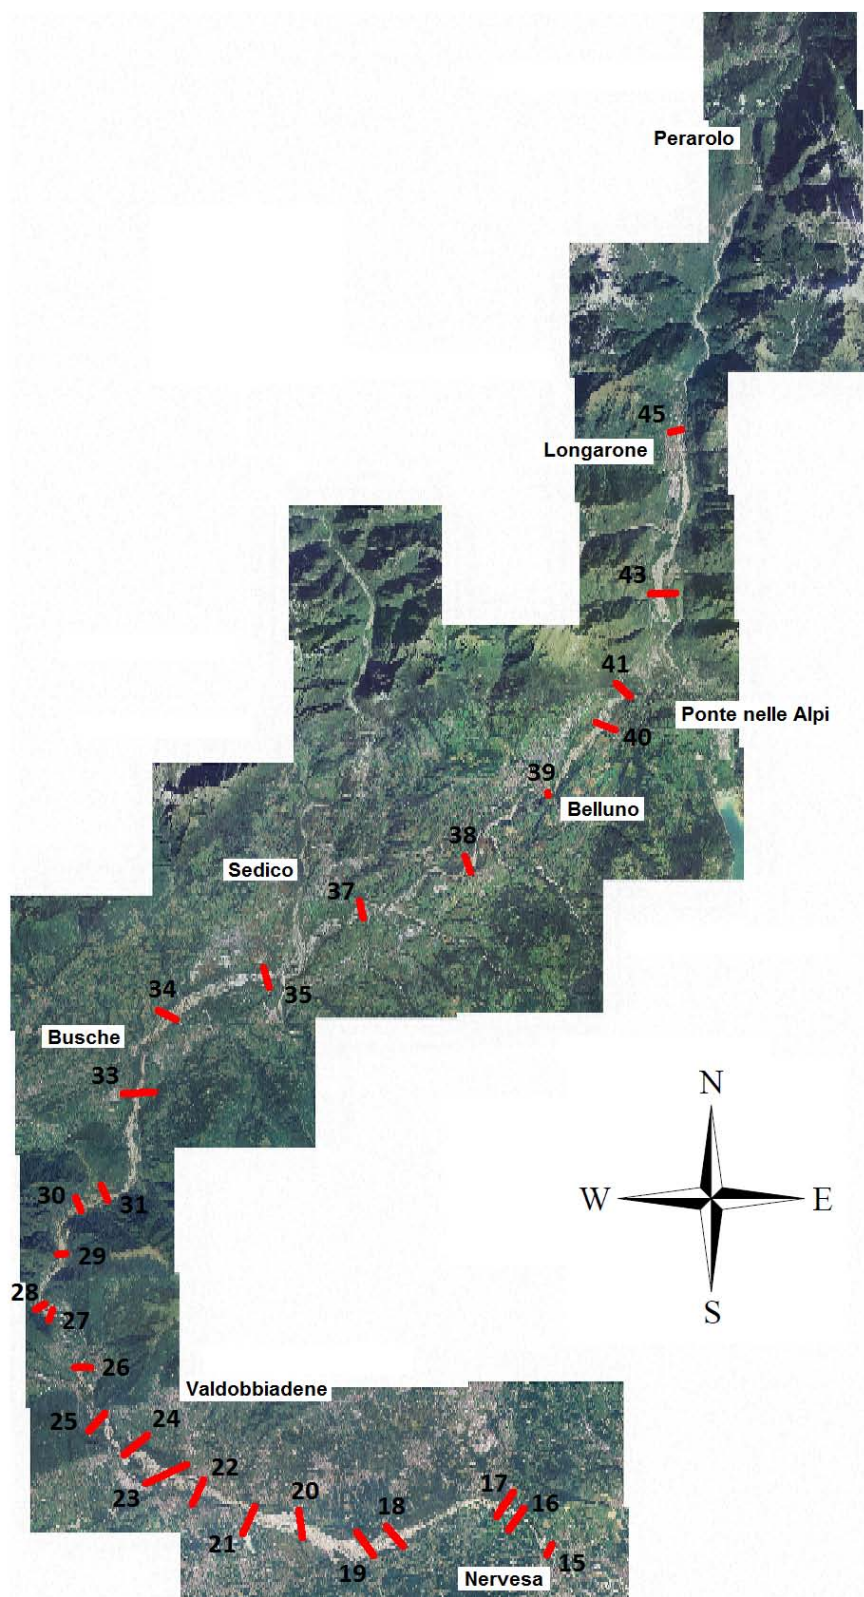 Perarolo
45
Longarone
43
41
Ponte nelle Alpi
40
39
Belluno
38
Sedico
37
35
34
Busche
33
30
31
29
28
27
26
Valdobbiadene
25
24
23
22
21
20
19
18
17
16
15
Nervesa
N
W E
S